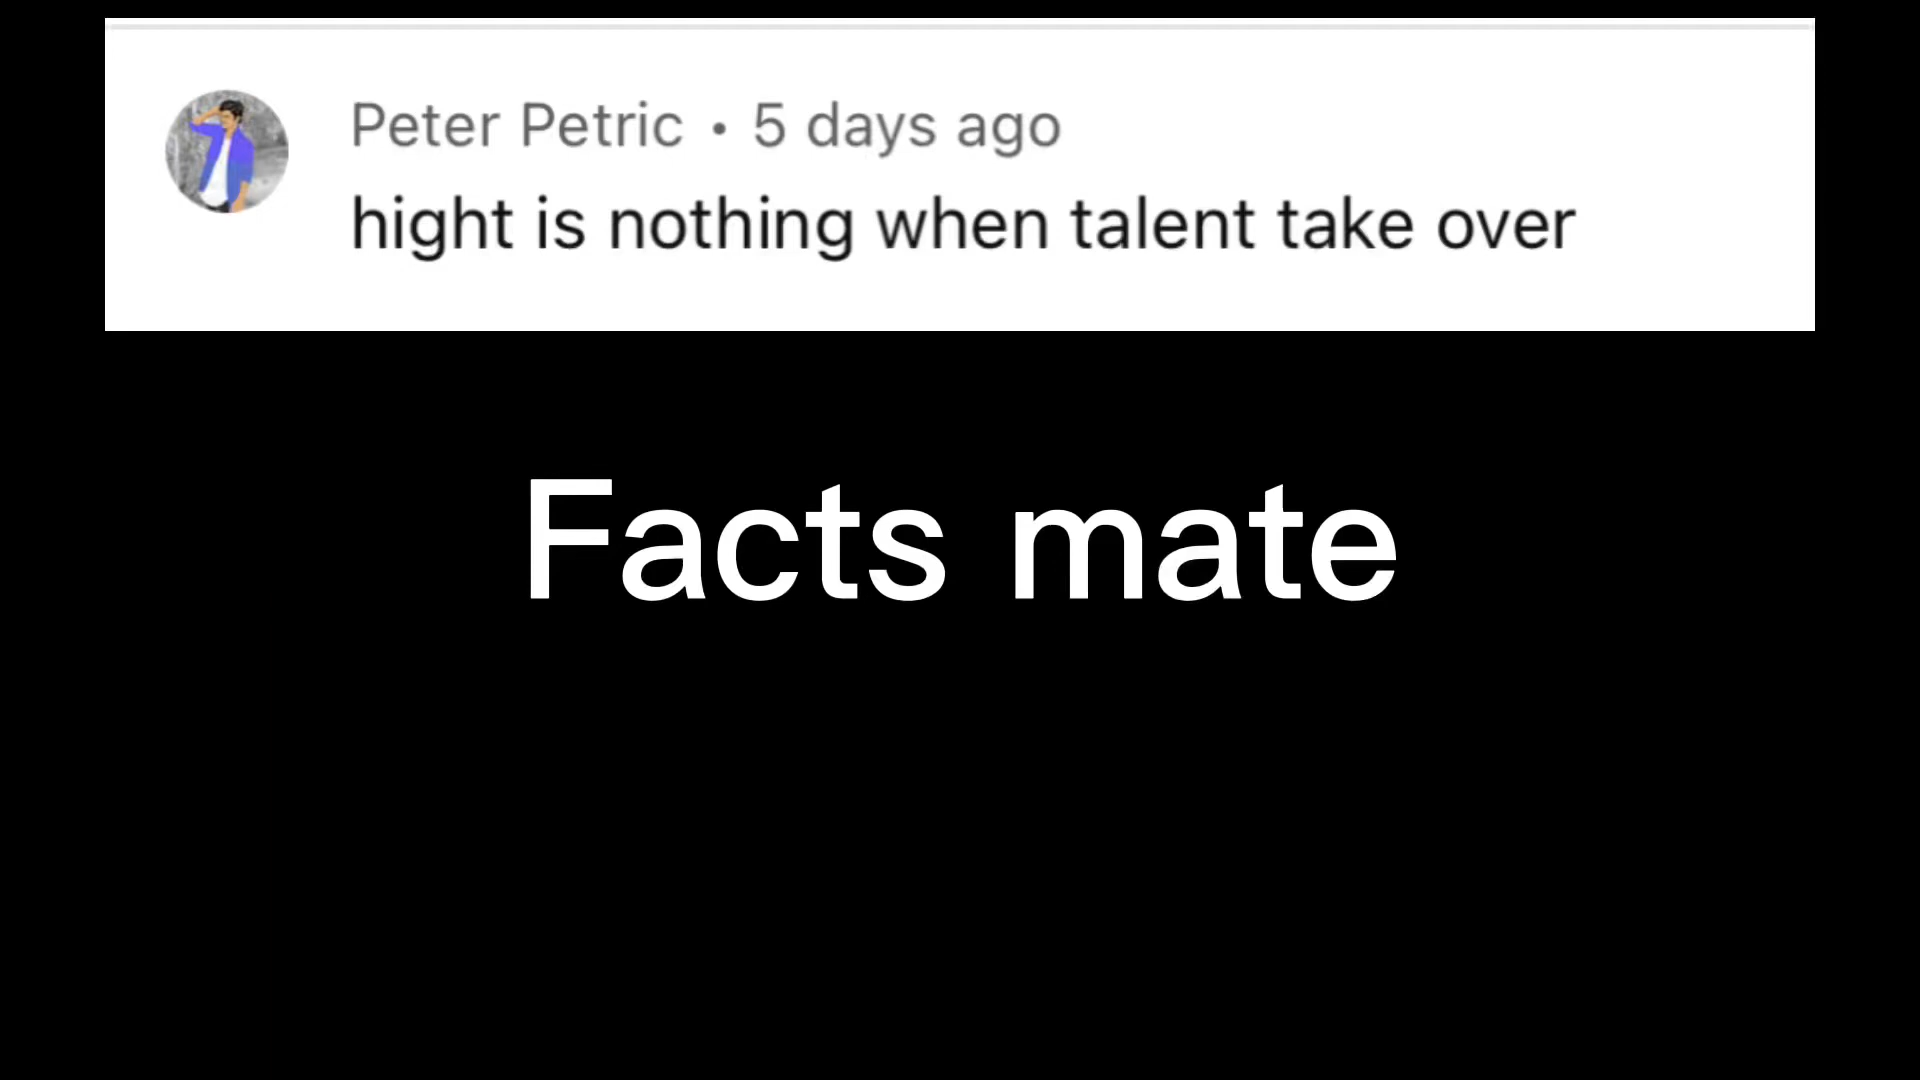 Peter Petric • 5 days ago
hight is nothing when talent take over
Facts mate